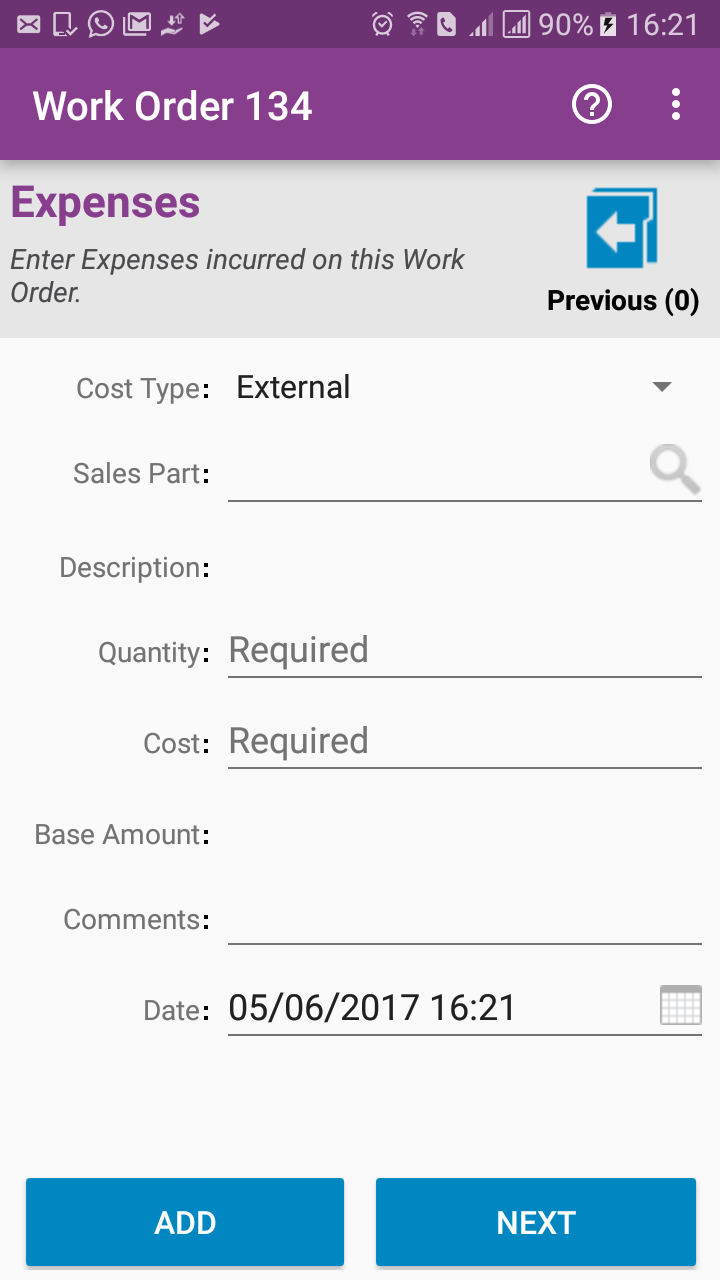 90% 16:21
Work Order 134
Expenses
Enter Expenses incurred on this Work
Order.
Previous (0)
Cost Type: External
Sales Part:
Description:
Quantity: Required
Cost: Required
Base Amount:
Comments:
Date: 05/06/2017 16:21
ADD NEXT